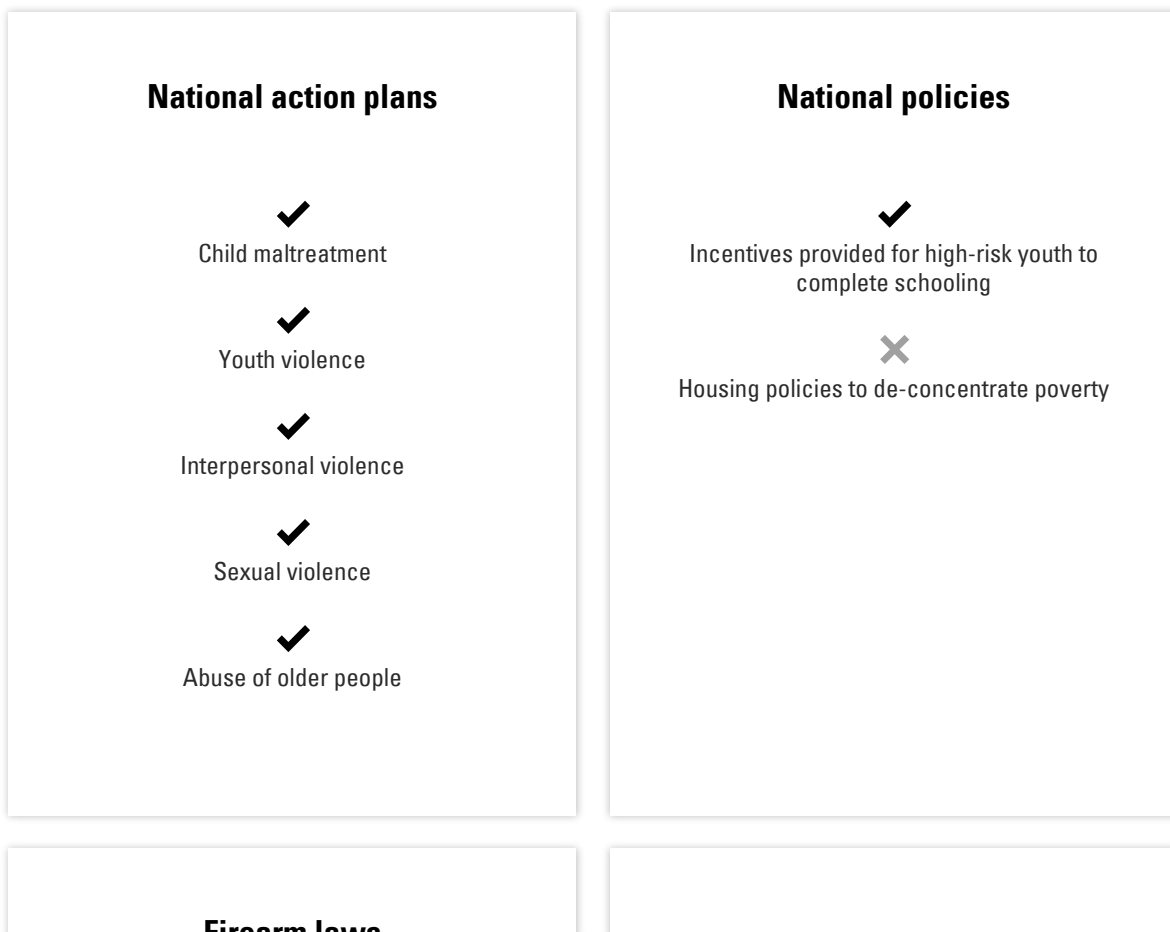 National action plans
Child maltreatment
Youth violence
Interpersonal violence
Sexual violence
Abuse of older people
National policies
Incentives provided for high-risk youth to
complete schooling
Housing policies to de-concentrate poverty
Firearm laws